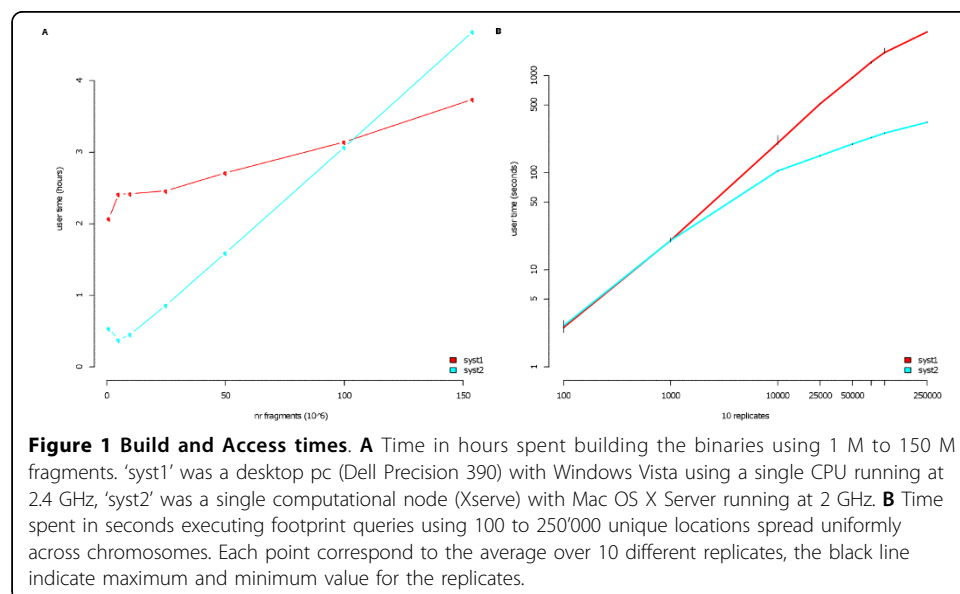 A
B
user time (hours)
0
1
2
3
4
0
50
100
150
nr fragments (10^6)
syst1
syst2
user time (seconds)
1
5
10
50
100
500
1000
100
1000
10000
25000
50000
250000
10 replicates
syst1
syst2
Figure 1 Build and Access times. A Time in hours spent building the binaries using 1 M to 150 M
fragments. ‘syst1’ was a desktop pc (Dell Precision 390) with Windows Vista using a single CPU running at
2.4 GHz, ‘syst2’ was a single computational node (Xserve) with Mac OS X Server running at 2 GHz. B Time
spent in seconds executing footprint queries using 100 to 250’000 unique locations spread uniformly
across chromosomes. Each point correspond to the average over 10 different replicates, the black line
indicate maximum and minimum value for the replicates.